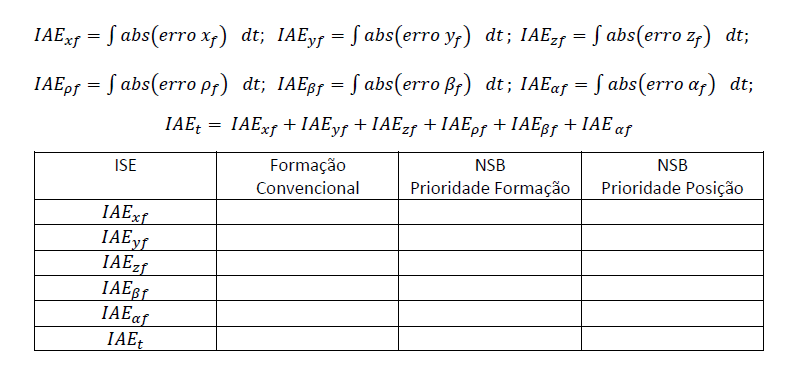 IAE_xf = ∫ abs(erro x_f) dt; IAE_yf = ∫ abs(erro y_f) dt; IAE_zf = ∫ abs(erro z_f) dt;
IAE_ρf = ∫ abs(erro ρ_f) dt; IAE_βf = ∫ abs(erro β_f) dt; IAE_αf = ∫ abs(erro α_f) dt;
IAE_t = IAE_xf + IAE_yf + IAE_zf + IAE_ρf + IAE_βf + IAE_αf
ISE Formação Convencional NSB Prioridade Formação NSB Prioridade Posição
IAE_xf
IAE_yf
IAE_zf
IAE_βf
IAE_αf
IAE_t